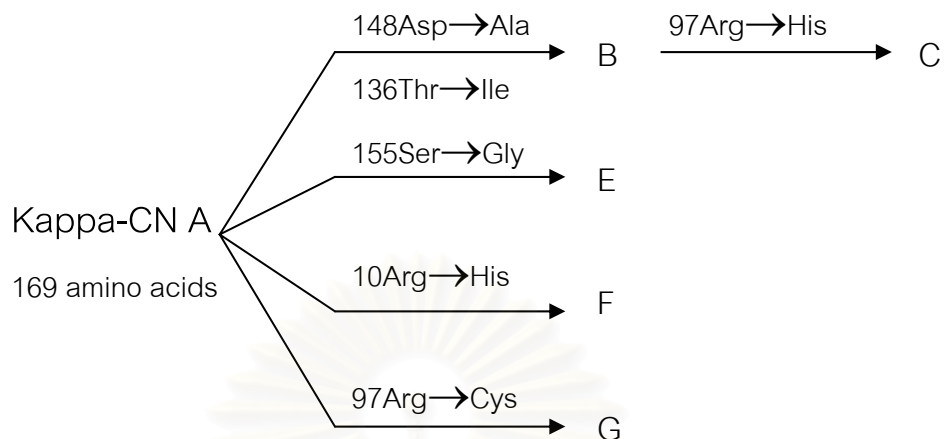 148Asp→Ala
B
97Arg→His
C
136Thr→Ile
155Ser→Gly
E
Kappa-CN A
169 amino acids
10Arg→His
F
97Arg→Cys
G